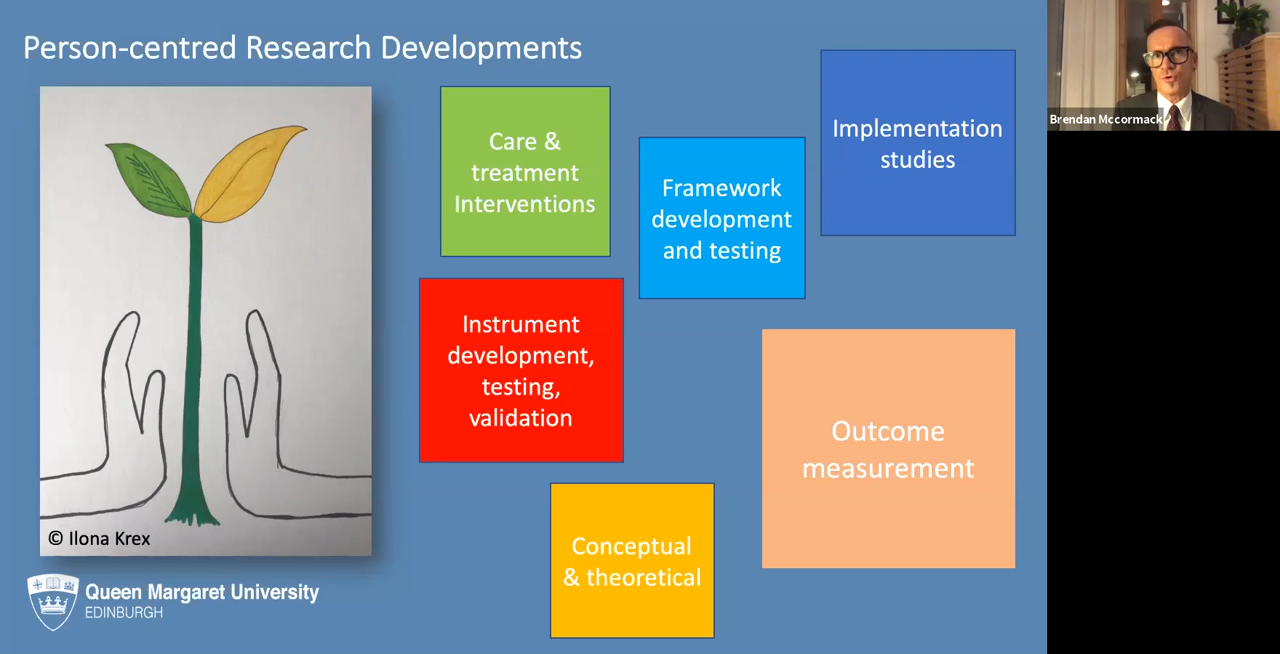 Person-centred Research Developments
Care &
treatment
Interventions
Framework
development
and testing
Implementation
studies
Instrument
development,
testing,
validation
Outcome
measurement
Conceptual
& theoretical
© Ilona Krex
Queen Margaret University
EDINBURGH
Brendan Mccormack